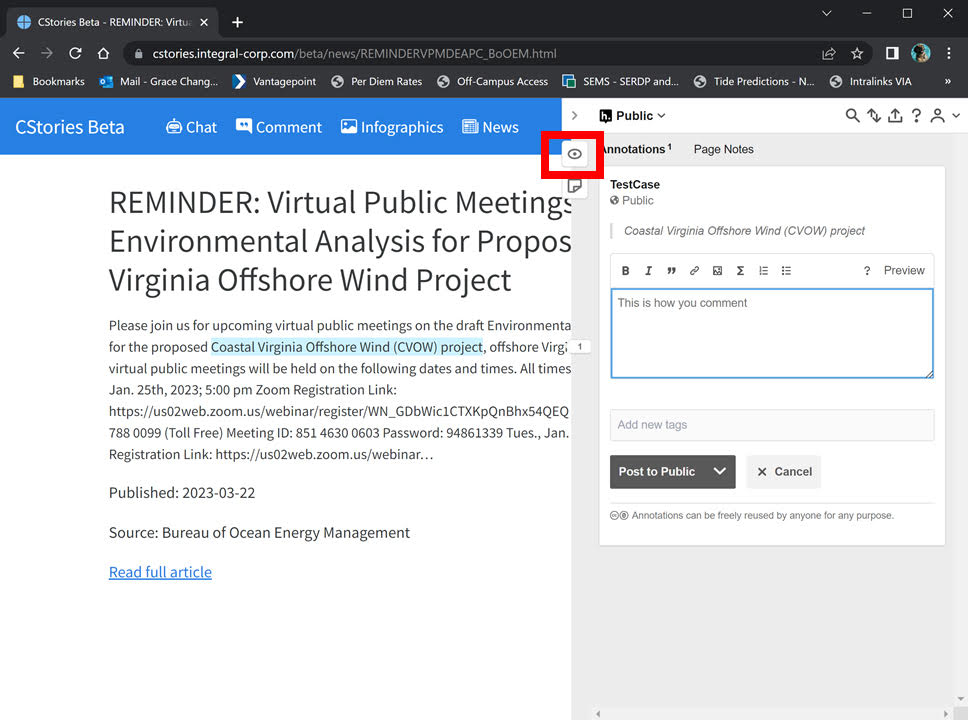 CStories Beta - REMINDER: Virtua
cstories.integral-corp.com/beta/news/REMINDERVPMDEAPC_BoOEM.html
Bookmarks
Mail - Grace Chang...
Vantagepoint
Per Diem Rates
Off-Campus Access
SEMS - SERDP and...
Tide Predictions - N...
Intralinks VIA
»
CStories Beta
Chat
Comment
Infographics
News
REMINDER: Virtual Public Meetings
Environmental Analysis for Propos
Virginia Offshore Wind Project
Please join us for upcoming virtual public meetings on the draft Environmenta
for the proposed Coastal Virginia Offshore Wind (CVOW) project, offshore Virgi
virtual public meetings will be held on the following dates and times. All times
Jan. 25th, 2023; 5:00 pm Zoom Registration Link:
https://us02web.zoom.us/webinar/register/WN_GDbWic1CTXKpQnBhx54QEQ
788 0099 (Toll Free) Meeting ID: 851 4630 0603 Password: 94861339 Tues., Jan.
Registration Link: https://us02web.zoom.us/webinar…
Published: 2023-03-22
Source: Bureau of Ocean Energy Management
Read full article
1
h. Public
?
Annotations 1
Page Notes
TestCase
Public
Coastal Virginia Offshore Wind (CVOW) project
B I ” Σ ? Preview
This is how you comment
Add new tags
Post to Public
Cancel
Annotations can be freely reused by anyone for any purpose.